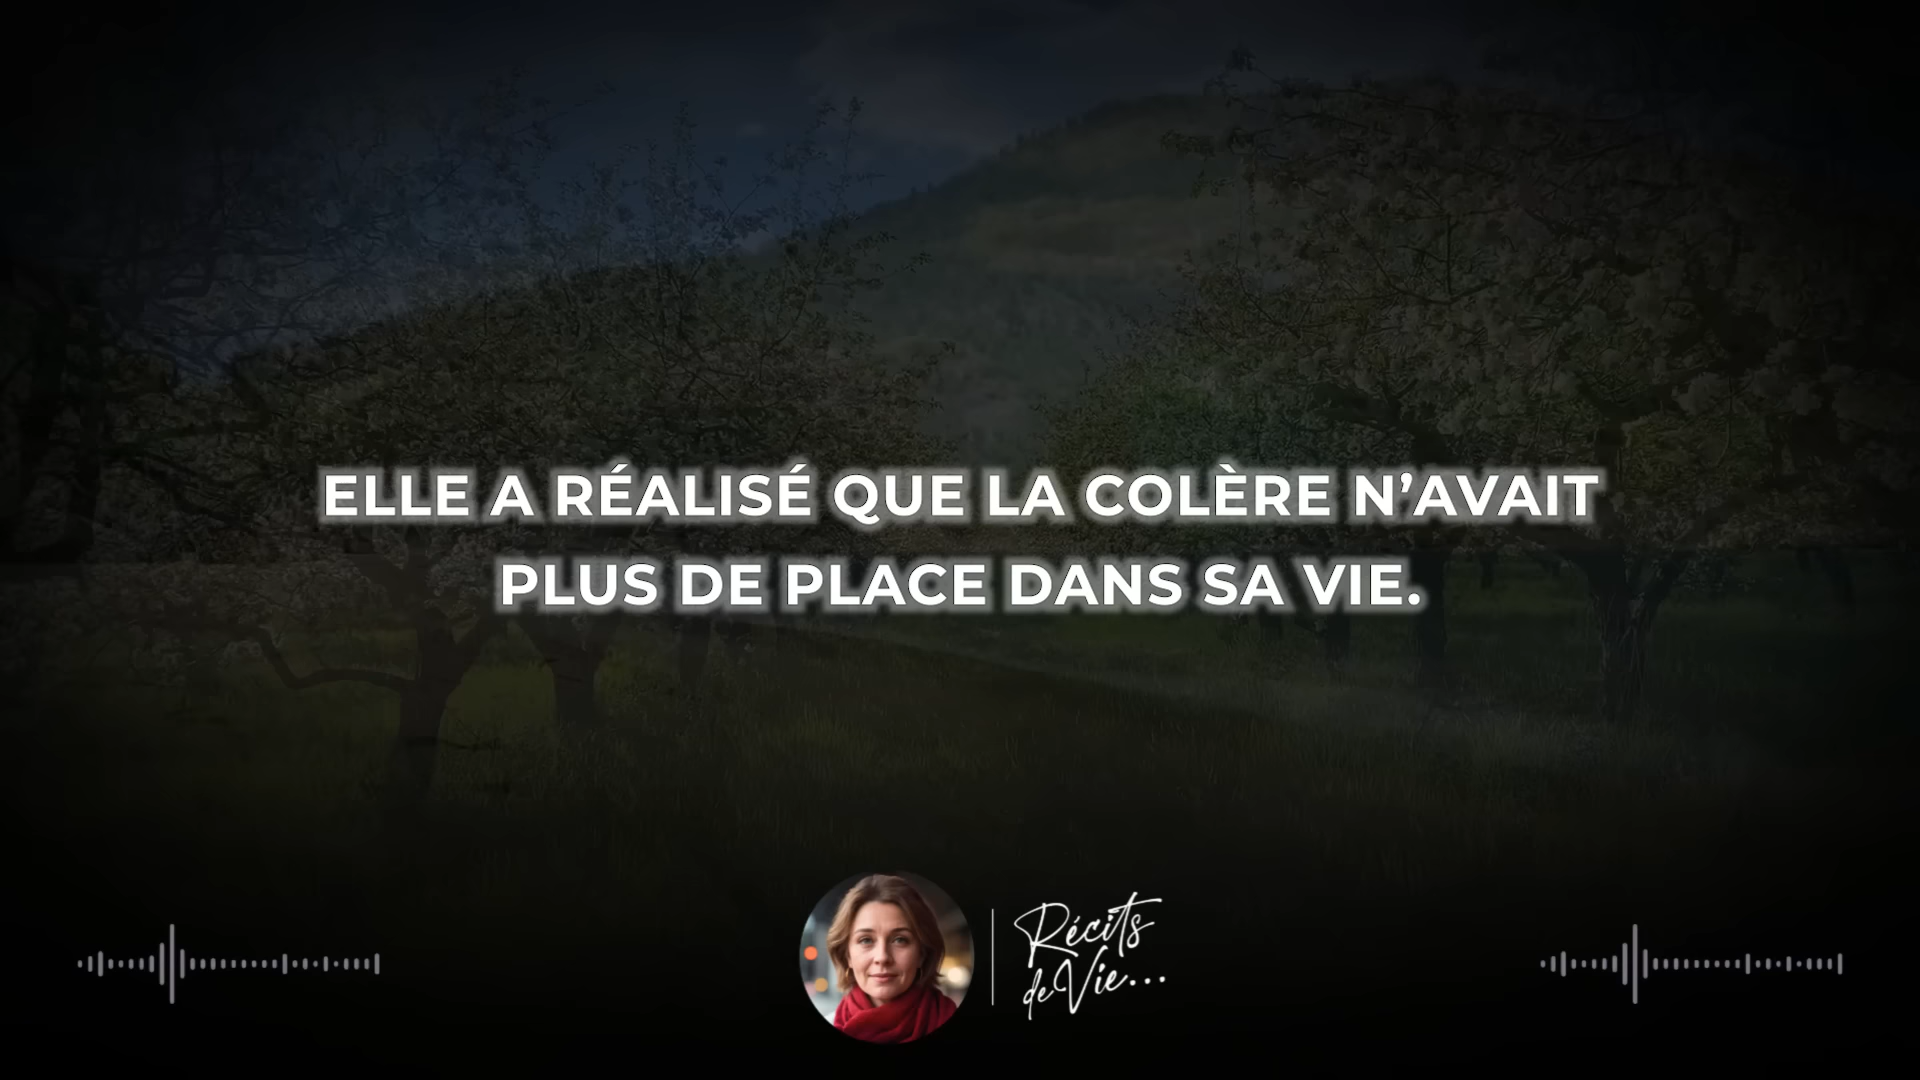 ELLE A RÉALISÉ QUE LA COLÈRE N’AVAIT
PLUS DE PLACE DANS SA VIE.
Récits
de Vie...